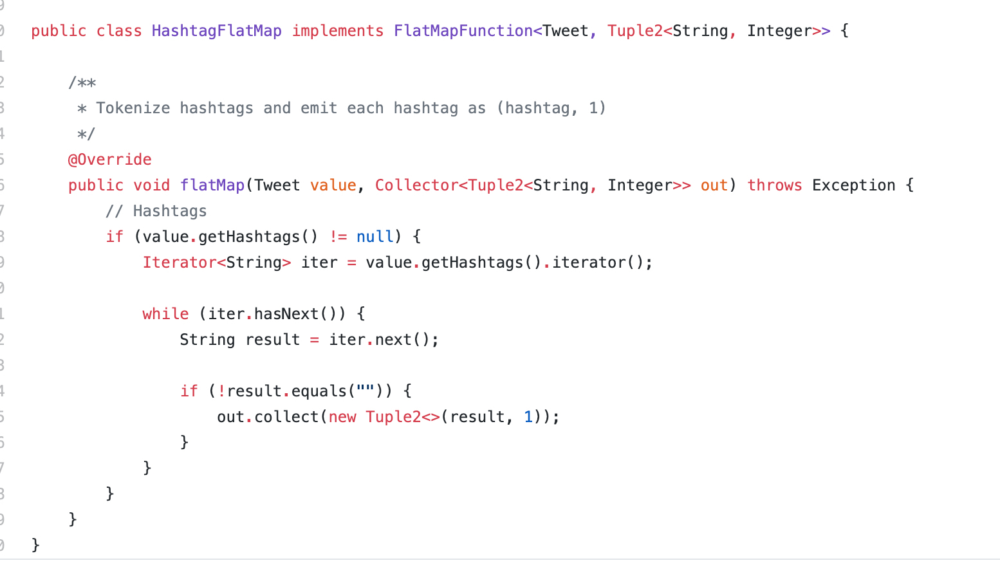 public class HashtagFlatMap implements FlatMapFunction<Tweet, Tuple2<String, Integer>> {
/**
* Tokenize hashtags and emit each hashtag as (hashtag, 1)
*/
@Override
public void flatMap(Tweet value, Collector<Tuple2<String, Integer>> out) throws Exception {
// Hashtags
if (value.getHashtags() != null) {
Iterator<String> iter = value.getHashtags().iterator();
while (iter.hasNext()) {
String result = iter.next();
if (!result.equals("")) {
out.collect(new Tuple2<>(result, 1));
}
}
}
}
}